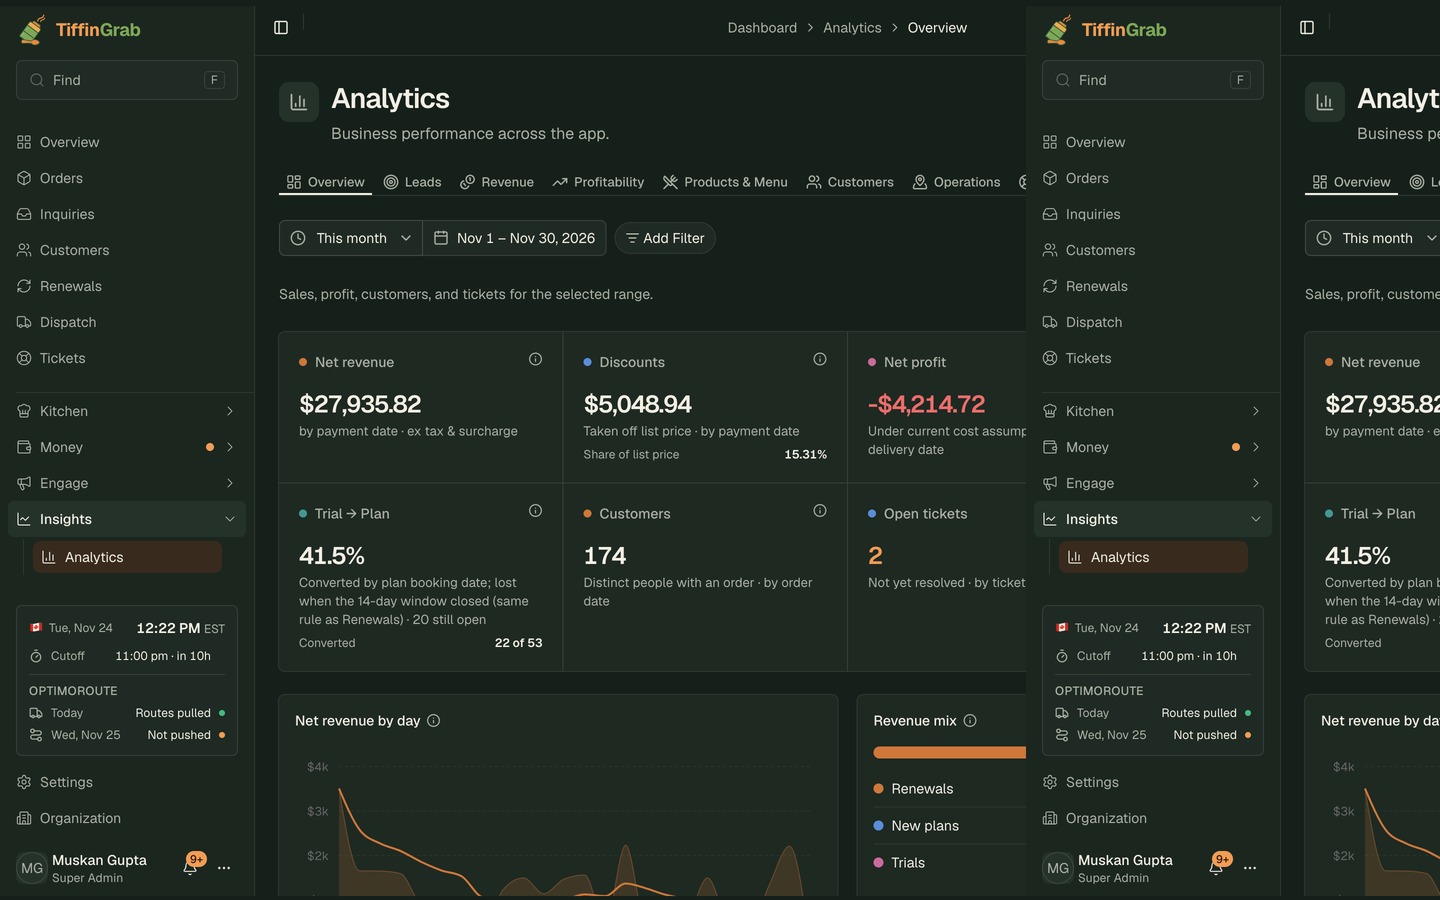 TiffinGrab
Find F
Overview
Orders
Inquiries
Customers
Renewals
Dispatch
Tickets
Kitchen
Money
Engage
Insights
Analytics
Tue, Nov 24 12:22 PM EST
Cutoff 11:00 pm · in 10h
OPTIMOROUTE
Today Routes pulled
Wed, Nov 25 Not pushed
Settings
Organization
MG Muskan Gupta 9+
Super Admin
Dashboard > Analytics > Overview
Analytics
Business performance across the app.
Overview Leads Revenue Profitability Products & Menu Customers Operations
This month Nov 1 – Nov 30, 2026 Add Filter
Sales, profit, customers, and tickets for the selected range.
Net revenue
$27,935.82
by payment date · ex tax & surcharge
Discounts
$5,048.94
Taken off list price · by payment date
Share of list price 15.31%
Net profit
-$4,214.72
Under current cost assump
delivery date
Trial → Plan
41.5%
Converted by plan booking date; lost
when the 14-day window closed (same
rule as Renewals) · 20 still open
Converted 22 of 53
Customers
174
Distinct people with an order · by order
date
Open tickets
2
Not yet resolved · by ticket
Net revenue by day
$4k
$3k
$2k
Revenue mix
Renewals
New plans
Trials
TiffinGrab
Find F
Overview
Orders
Inquiries
Customers
Renewals
Dispatch
Tickets
Kitchen
Money
Engage
Insights
Analytics
Tue, Nov 24 12:22 PM EST
Cutoff 11:00 pm · in 10h
OPTIMOROUTE
Today Routes pulled
Wed, Nov 25 Not pushed
Settings
Organization
MG Muskan Gupta 9+
Super Admin
Analyt
Business pe
Overview Le
This month
Sales, profit, custome
Net revenue
$27,935.82
by payment date · e
Trial → Plan
41.5%
Converted by plan b
when the 14-day wi
rule as Renewals) ·
Converted
Net revenue by da
$4k
$3k
$2k